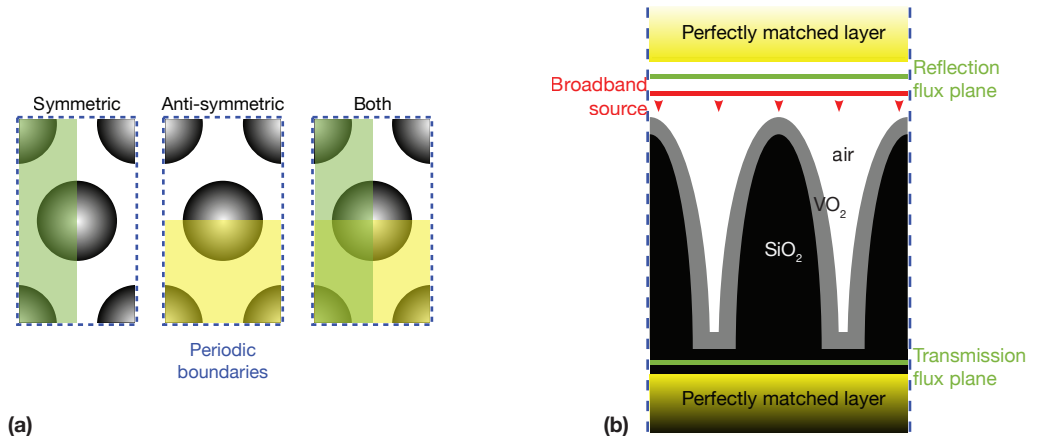 Symmetric
Anti-symmetric
Both
Periodic
boundaries
(a)
Perfectly matched layer
Reflection
flux plane
Broadband
source
air
VO₂
SiO₂
Transmission
flux plane
Perfectly matched layer
(b)